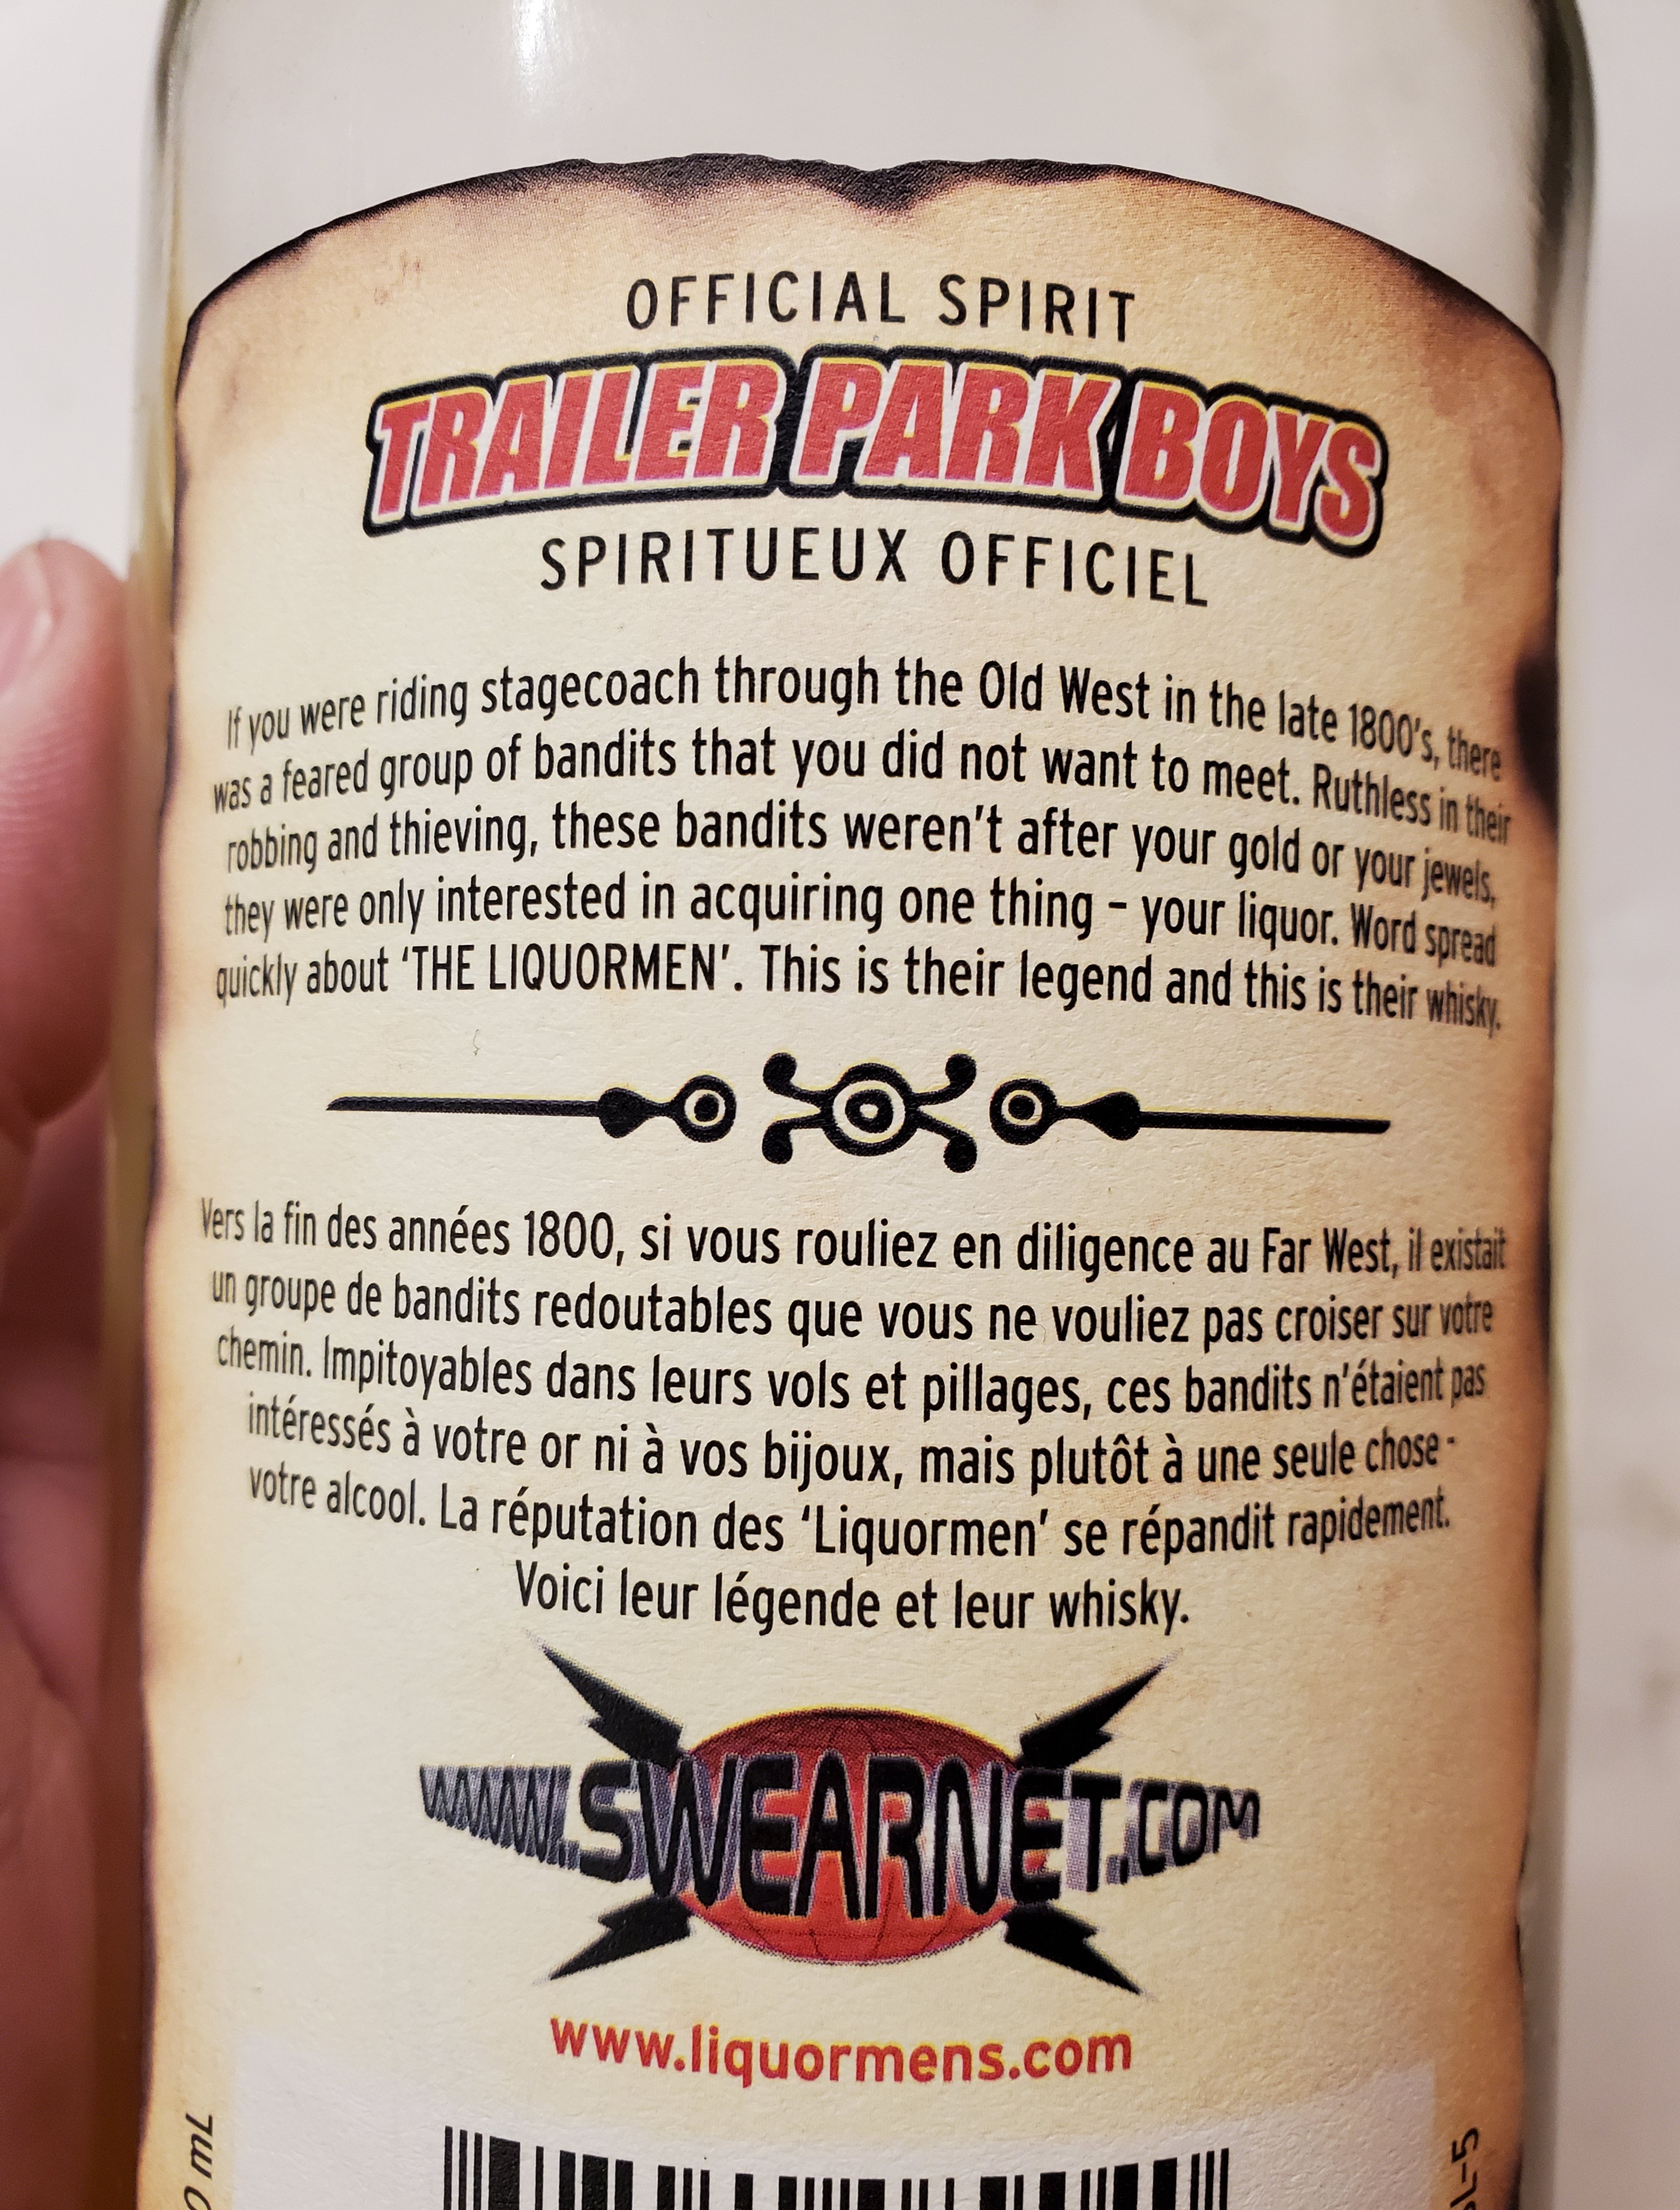 OFFICIAL SPIRIT
TRAILER PARK BOYS
SPIRITUEUX OFFICIEL
If you were riding stagecoach through the Old West in the late 1800's, there
was a feared group of bandits that you did not want to meet. Ruthless in their
robbing and thieving, these bandits weren't after your gold or your jewels,
they were only interested in acquiring one thing – your liquor. Word spread
quickly about 'THE LIQUORMEN'. This is their legend and this is their whisky.
Vers la fin des années 1800, si vous rouliez en diligence au Far West, il existait
un groupe de bandits redoutables que vous ne vouliez pas croiser sur votre
chemin. Impitoyables dans leurs vols et pillages, ces bandits n'étaient pas
intéressés à votre or ni à vos bijoux, mais plutôt à une seule chose -
votre alcool. La réputation des 'Liquormen' se répandit rapidement.
Voici leur légende et leur whisky.
WWW.SWEARNET.COM
www.liquormens.com
mL